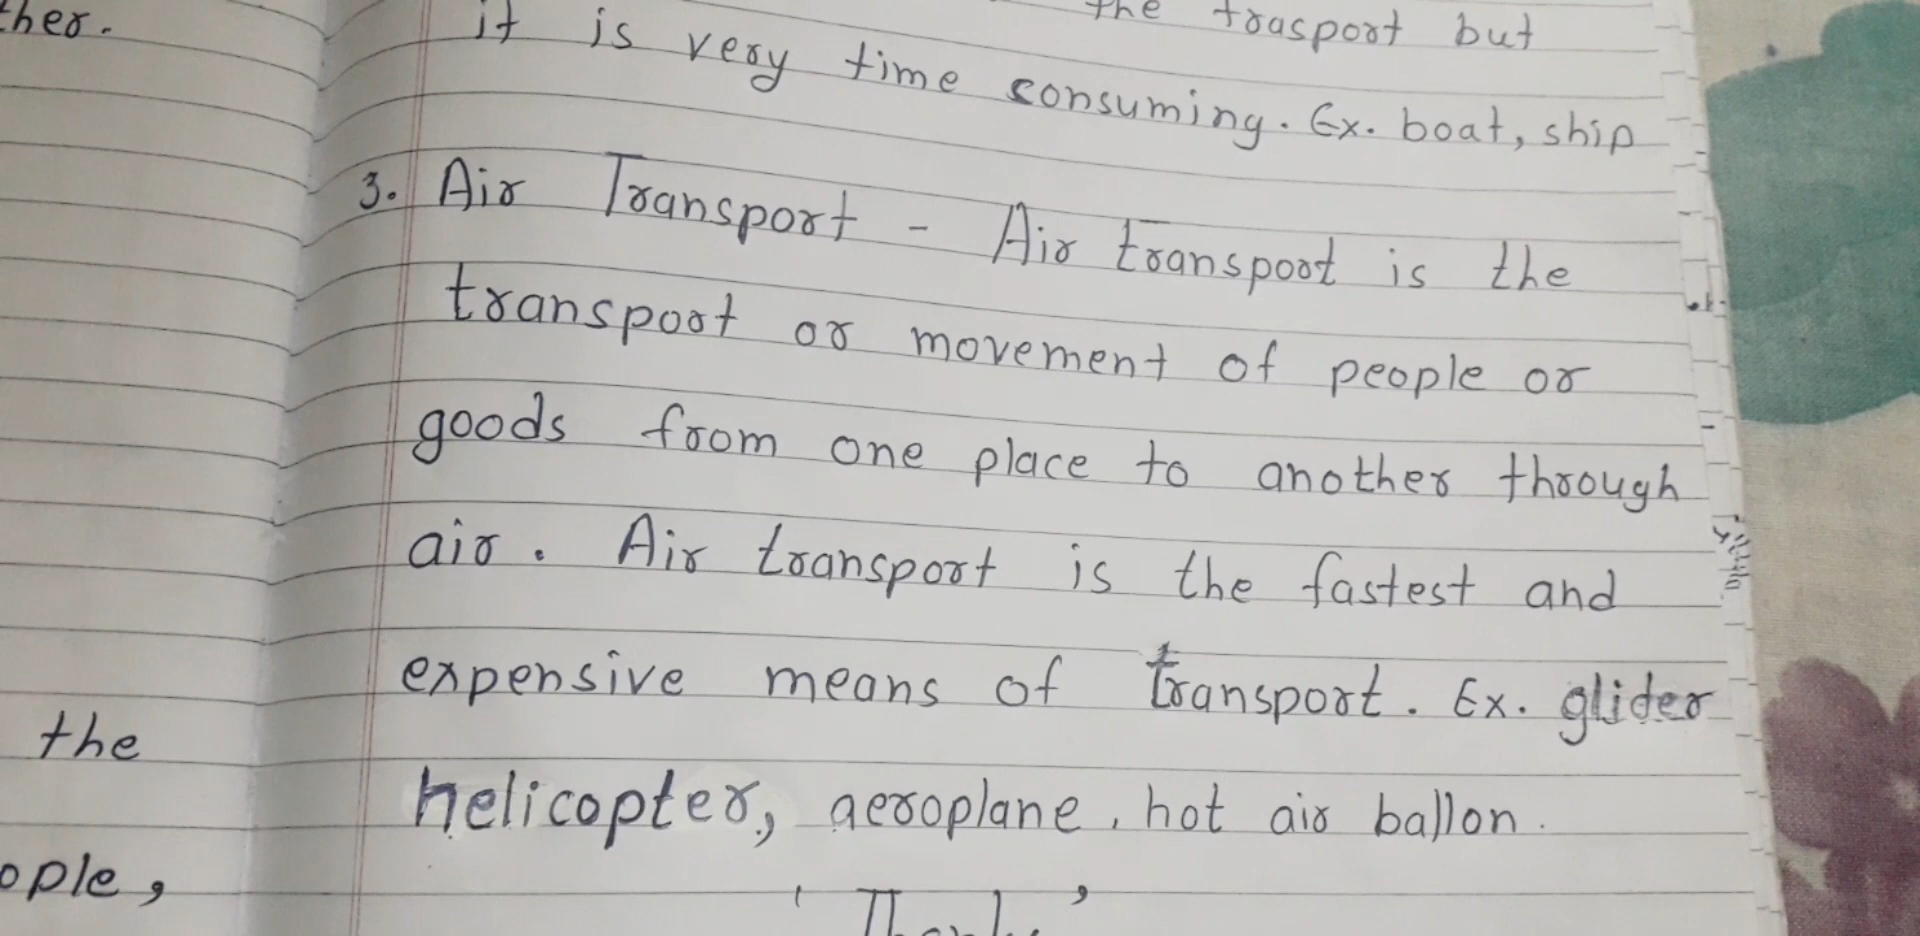 ther.
the trasport but
it is very time consuming. Ex. boat, ship
3. Air Transport - Air transport is the
transport or movement of people or
goods from one place to another through
air. Air transport is the fastest and
expensive means of transport. Ex. glider
the
helicopter, aeroplane, hot air ballon.
ople,